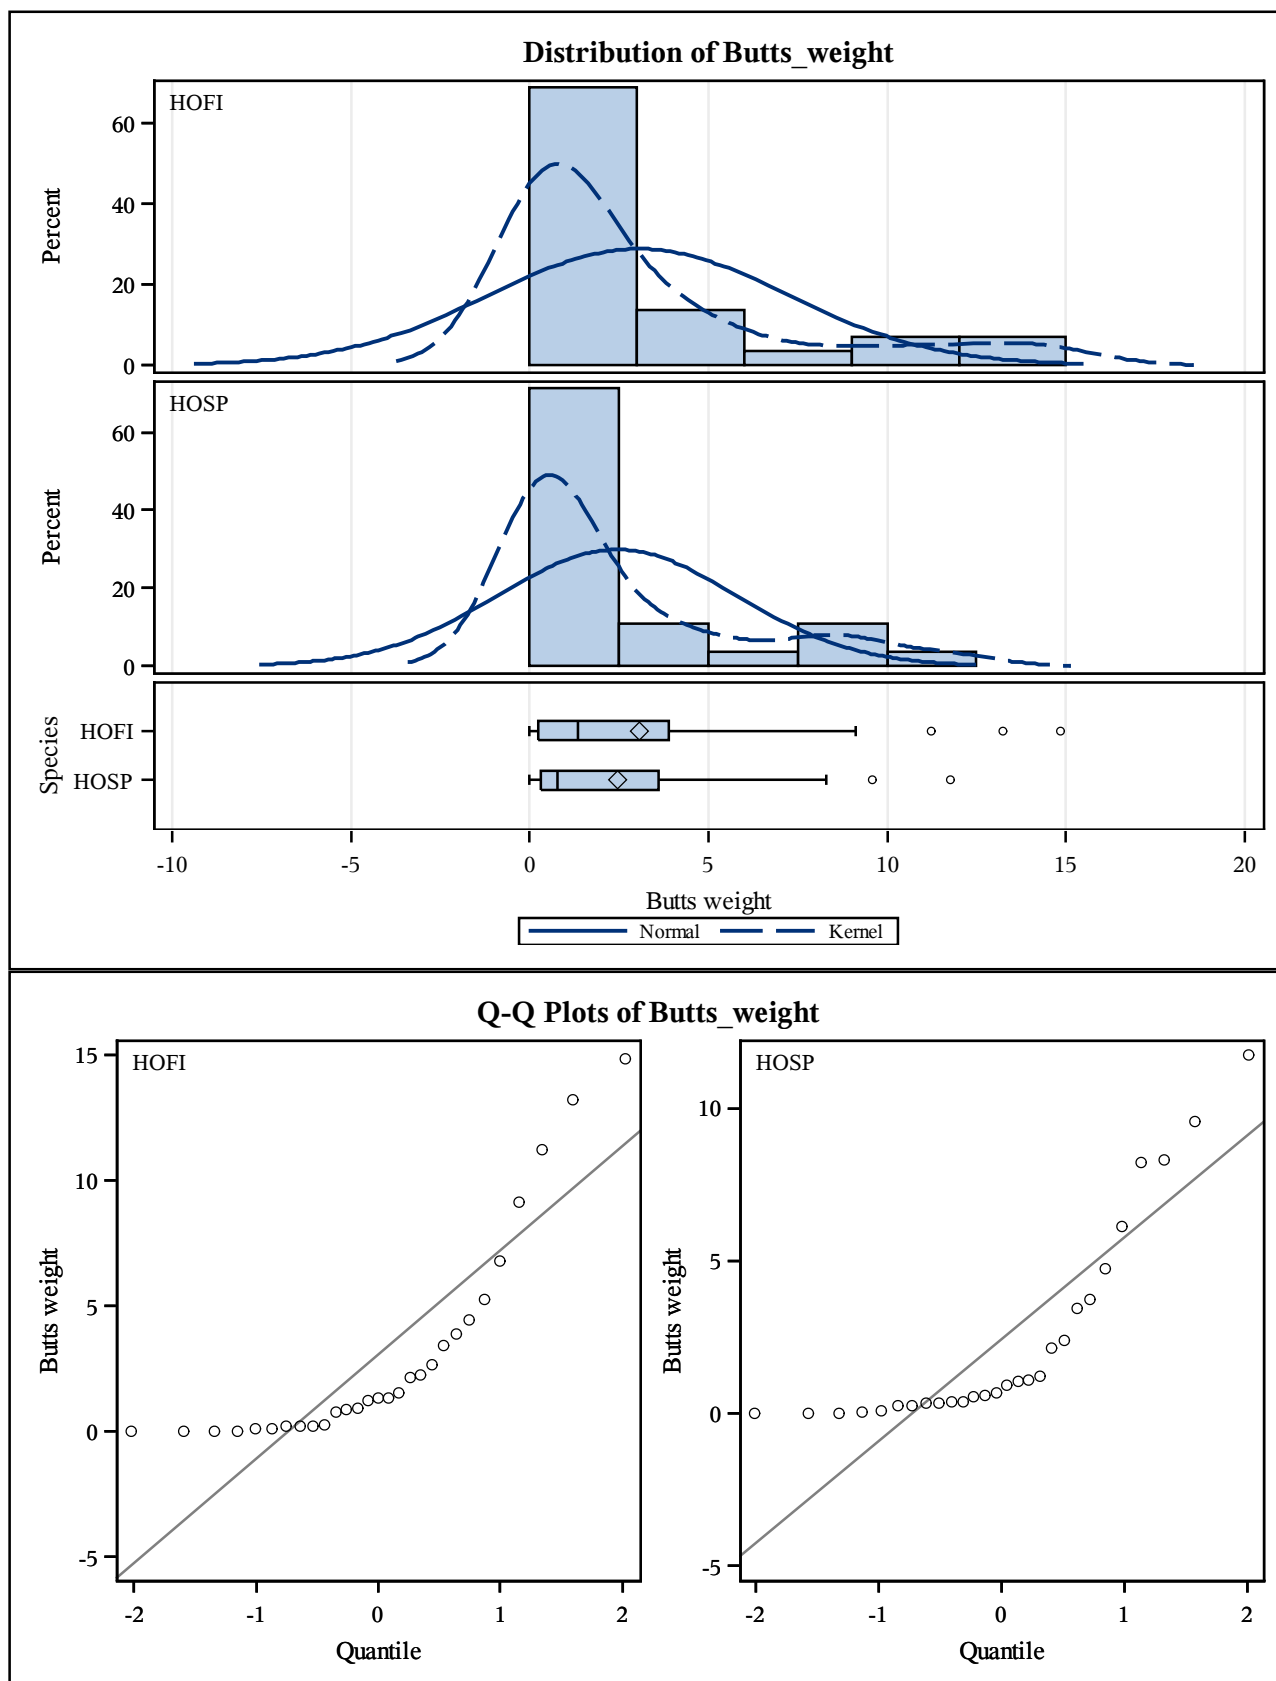 Distribution of Butts_weight
HOFI
Percent
60
40
20
0
HOSP
Percent
60
40
20
0
Species
HOFI
HOSP
-10 -5 0 5 10 15 20
Butts weight
Normal Kernel
Q-Q Plots of Butts_weight
HOFI
Butts weight
15
10
5
0
-5
-2 -1 0 1 2
Quantile
HOSP
Butts weight
10
5
0
-5
-2 -1 0 1 2
Quantile